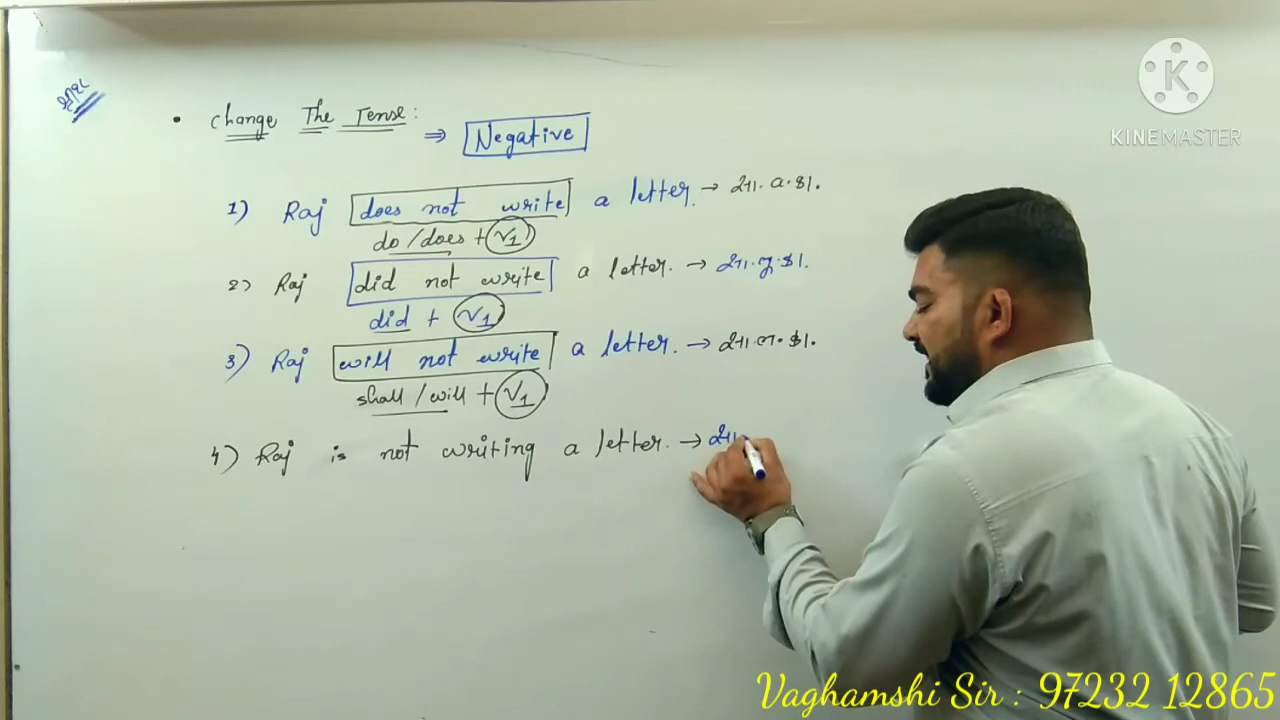 • Change The Tense :
⇒ Negative
1) Raj does not write a letter. → સા. વ. કા.
do / does + V1
2) Raj did not write a letter. → સા. ભૂ. કા.
did + V1
3) Raj will not write a letter. → સા. ભ. કા.
shall / will + V1
4) Raj is not writing a letter. → સા
KINEMASTER
Vaghamshi Sir : 97232 12865